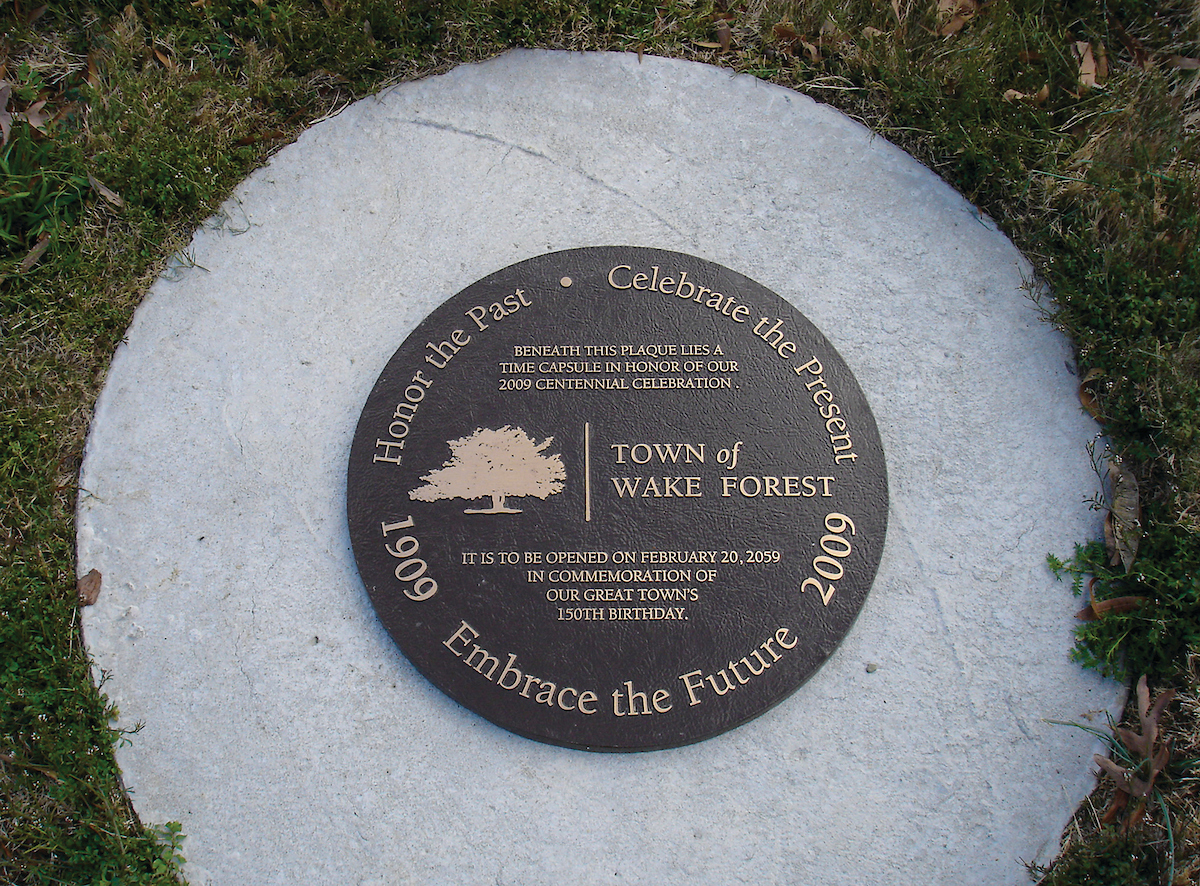 Honor the Past • Celebrate the Present
BENEATH THIS PLAQUE LIES A
TIME CAPSULE IN HONOR OF OUR
2009 CENTENNIAL CELEBRATION .
TOWN of
WAKE FOREST
IT IS TO BE OPENED ON FEBRUARY 20, 2059
IN COMMEMORATION OF
OUR GREAT TOWN'S
150TH BIRTHDAY.
1909
2009
Embrace the Future